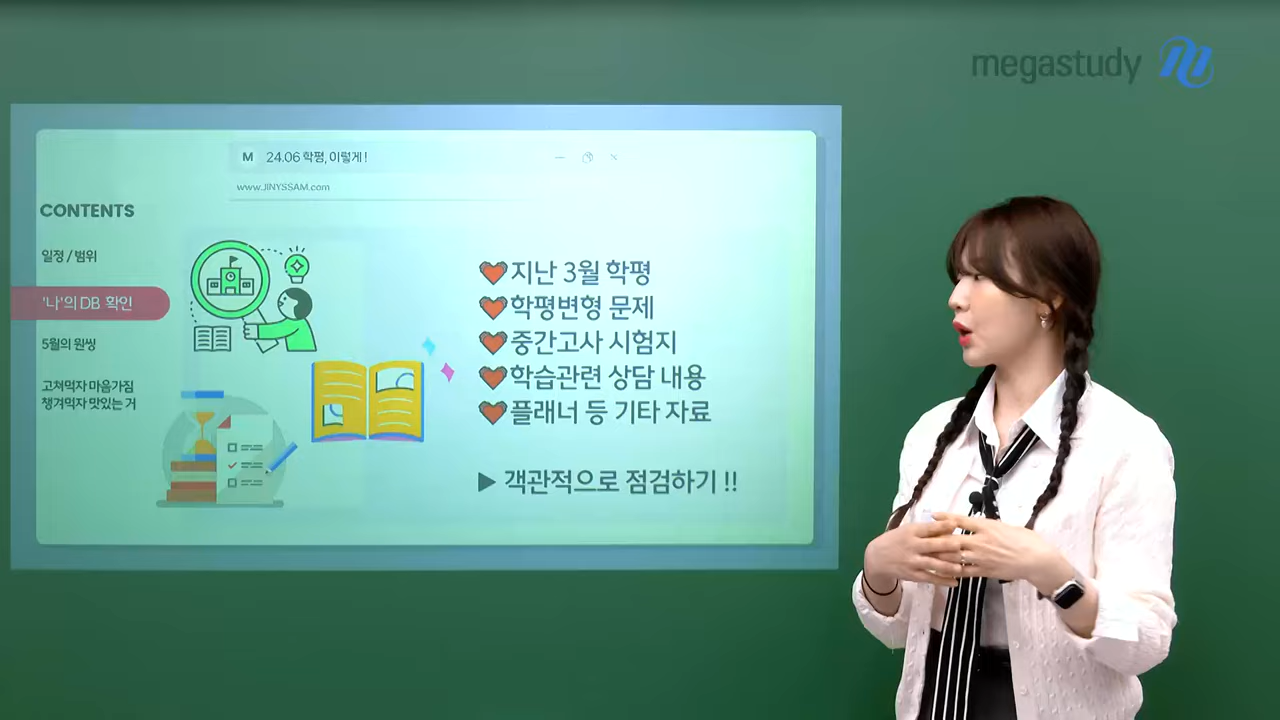 megastudy
M 24.06 학평, 이렇게!
www.JINYSSAM.com
CONTENTS
일정 / 범위
'나'의 DB 확인
5월의 원씽
고쳐먹자 마음가짐
챙겨먹자 맛있는 거
지난 3월 학평
학평변형 문제
중간고사 시험지
학습관련 상담 내용
플래너 등 기타 자료
▶ 객관적으로 점검하기 !!